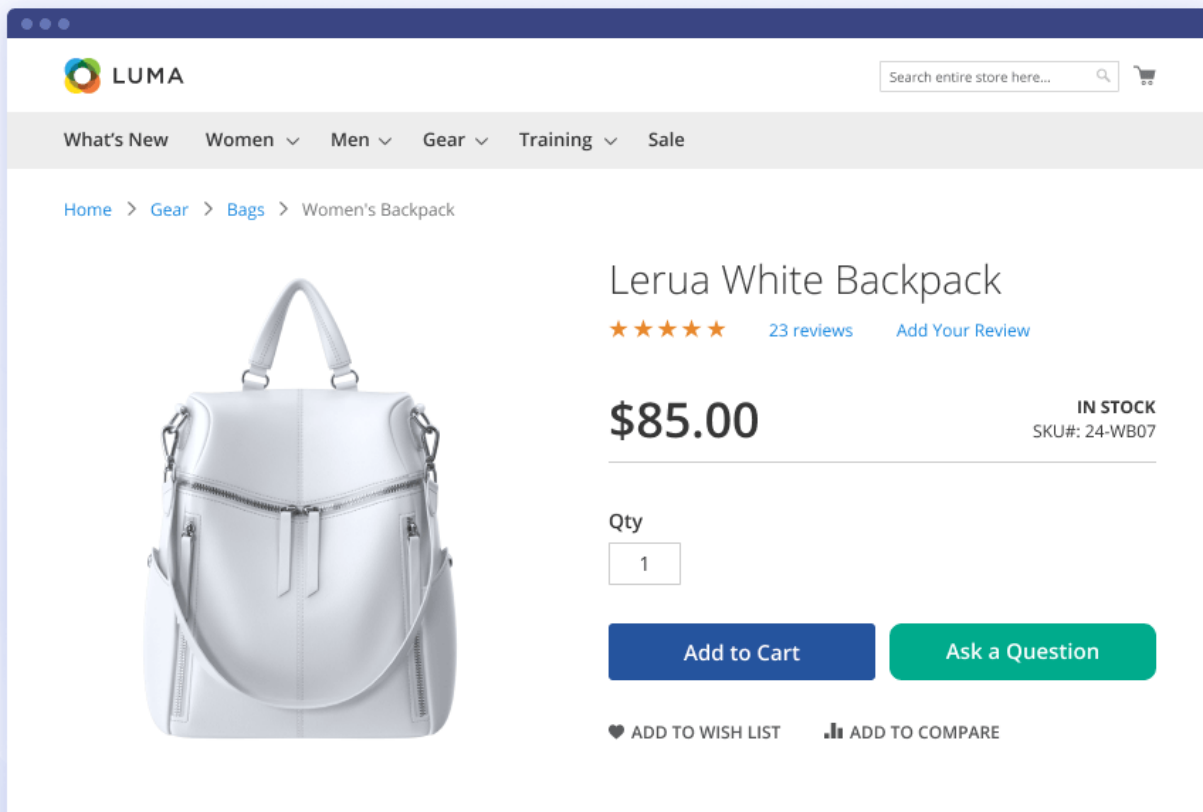 LUMA
Search entire store here...
What’s New Women Men Gear Training Sale
Home Gear Bags Women's Backpack
Lerua White Backpack
23 reviews Add Your Review
$85.00
IN STOCK
SKU#: 24-WB07
Qty
1
Add to Cart Ask a Question
ADD TO WISH LIST ADD TO COMPARE